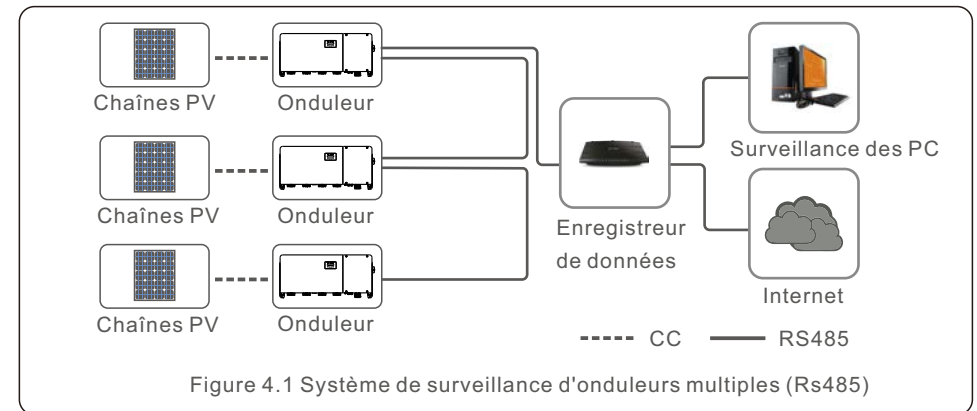 Chaînes PV
Onduleur
Surveillance des PC
Chaînes PV
Onduleur
Enregistreur
de données
Internet
Chaînes PV
Onduleur
CC
RS485
Figure 4.1 Système de surveillance d'onduleurs multiples (Rs485)